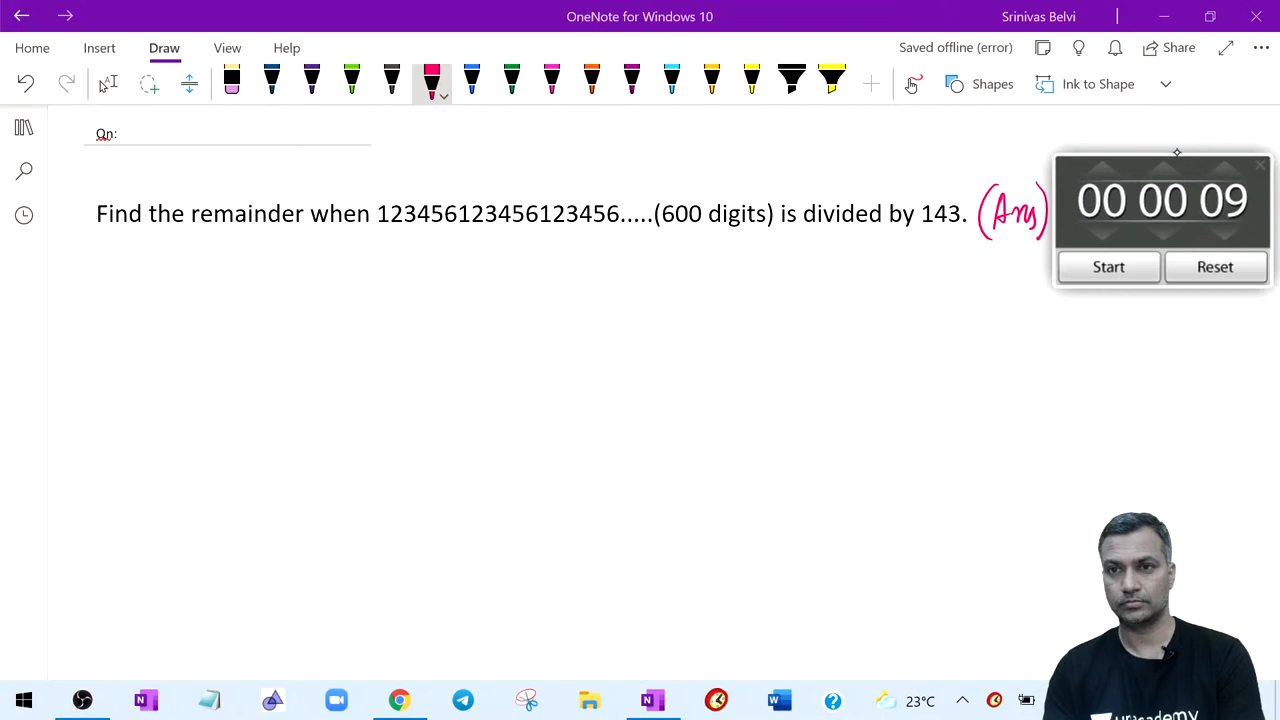 OneNote for Windows 10
Srinivas Belvi
Home Insert Draw View Help
Saved offline (error)
Share
Shapes
Ink to Shape
Qn:
Find the remainder when 123456123456123456.....(600 digits) is divided by 143. (Ans)
00 00 09
Start Reset
23°C